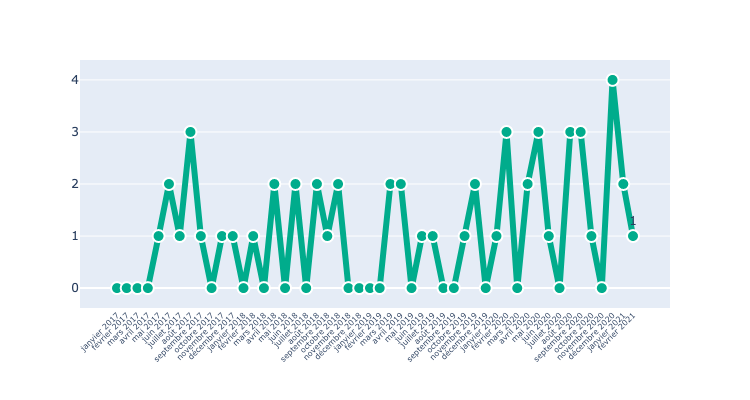 4
3
2
1
0
1
janvier 2017
février 2017
mars 2017
avril 2017
mai 2017
juin 2017
juillet 2017
août 2017
septembre 2017
octobre 2017
novembre 2017
décembre 2017
janvier 2018
février 2018
mars 2018
avril 2018
mai 2018
juin 2018
juillet 2018
août 2018
septembre 2018
octobre 2018
novembre 2018
décembre 2018
janvier 2019
février 2019
mars 2019
avril 2019
mai 2019
juin 2019
juillet 2019
août 2019
septembre 2019
octobre 2019
novembre 2019
décembre 2019
janvier 2020
février 2020
mars 2020
avril 2020
mai 2020
juin 2020
juillet 2020
août 2020
septembre 2020
octobre 2020
novembre 2020
décembre 2020
janvier 2021
février 2021